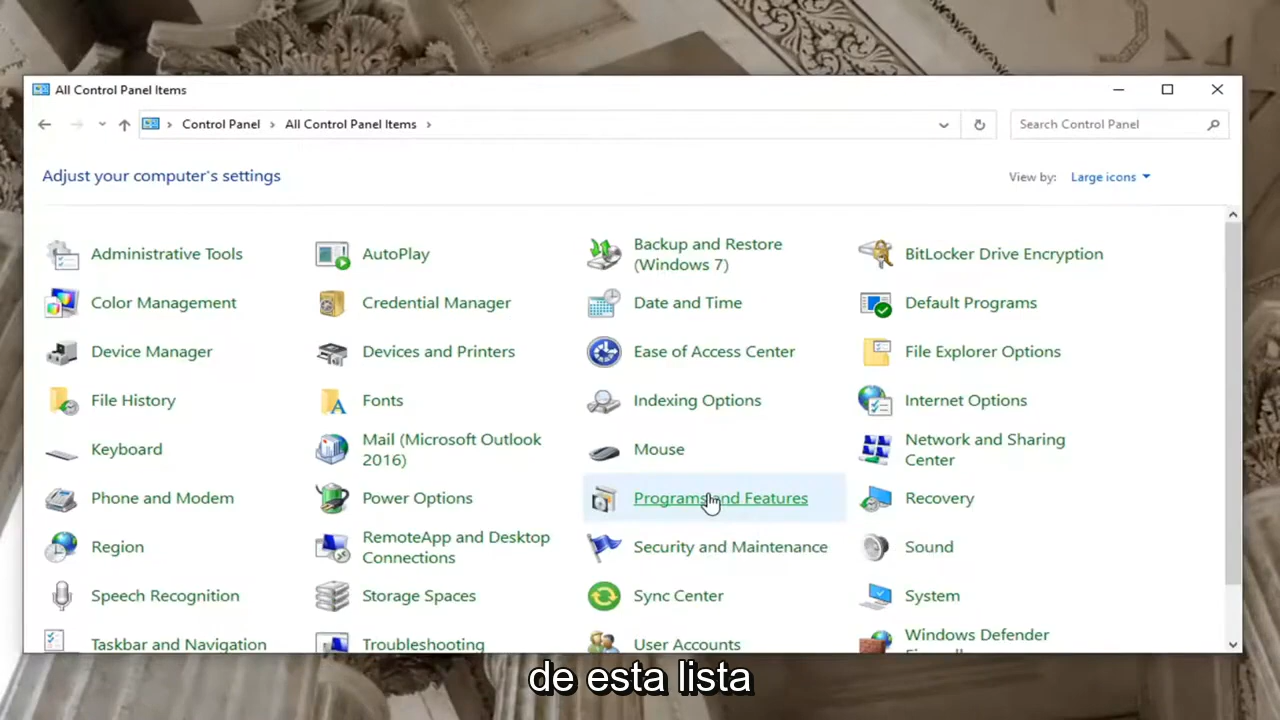 All Control Panel Items
Control Panel > All Control Panel Items >
Search Control Panel
Adjust your computer's settings
View by: Large icons
Administrative Tools
AutoPlay
Backup and Restore
(Windows 7)
BitLocker Drive Encryption
Color Management
Credential Manager
Date and Time
Default Programs
Device Manager
Devices and Printers
Ease of Access Center
File Explorer Options
File History
Fonts
Indexing Options
Internet Options
Keyboard
Mail (Microsoft Outlook
2016)
Mouse
Network and Sharing
Center
Phone and Modem
Power Options
Programs and Features
Recovery
Region
RemoteApp and Desktop
Connections
Security and Maintenance
Sound
Speech Recognition
Storage Spaces
Sync Center
System
Taskbar and Navigation
Troubleshooting
User Accounts
Windows Defender
de esta lista